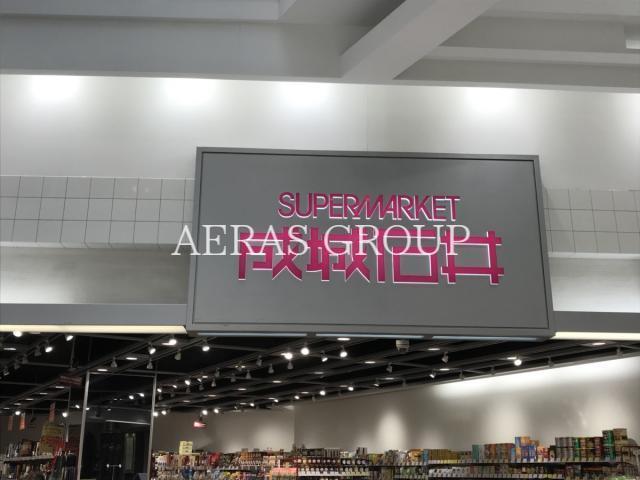 SUPERMARKET
成城石井
AERAS GROUP